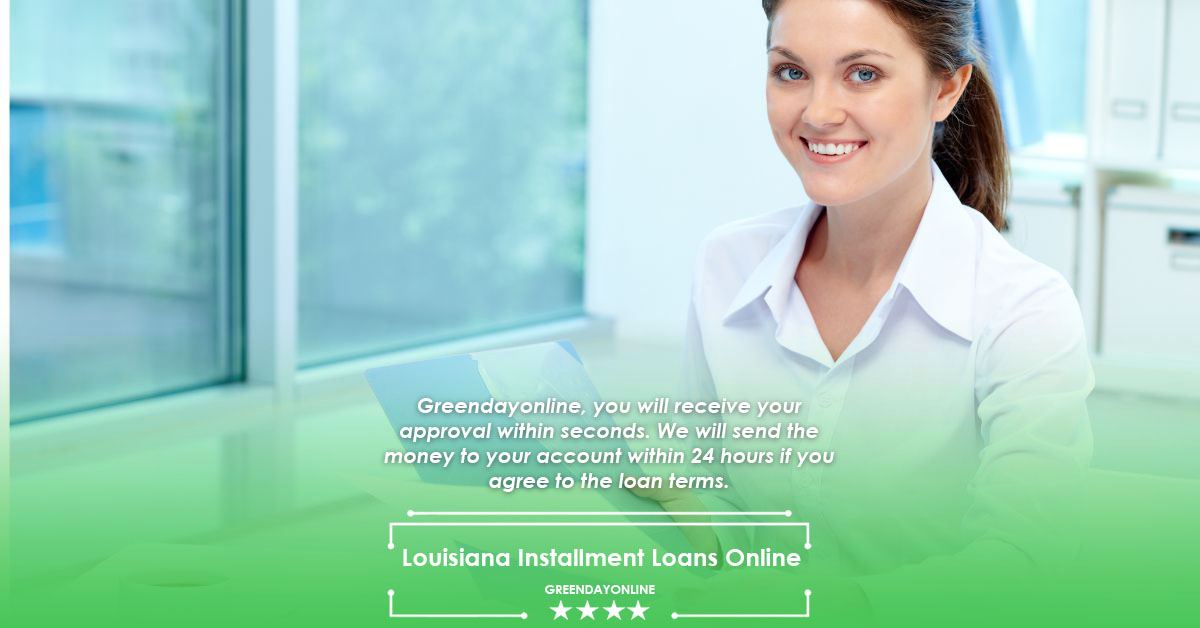 Greendayonline, you will receive your
approval within seconds. We will send the
money to your account within 24 hours if you
agree to the loan terms.
Louisiana Installment Loans Online
GREENDAYONLINE